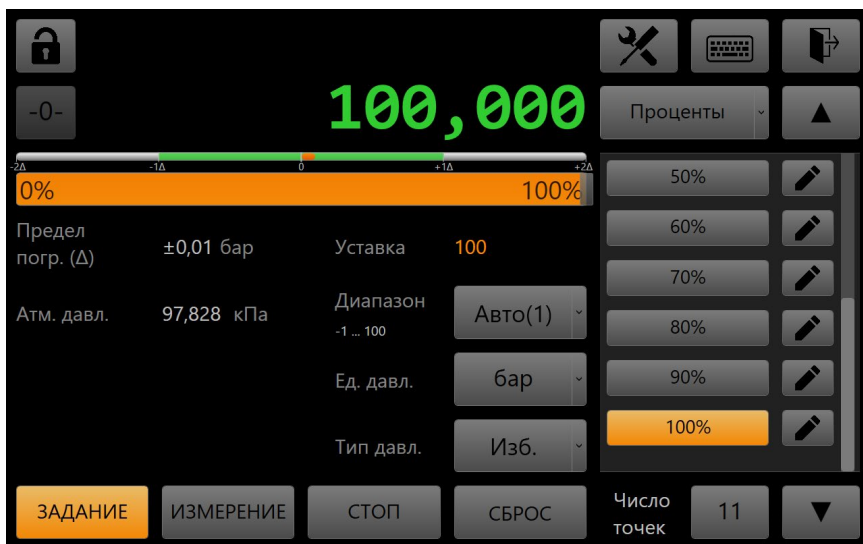 -0-
100,000
Проценты
-2Δ -1Δ 0 +1Δ +2Δ
0% 100%
50%
60%
70%
80%
90%
100%
Предел
погр. (Δ)
±0,01 бар
Уставка
100
Атм. давл.
97,828 кПа
Диапазон
-1 ... 100
Авто(1)
Ед. давл.
бар
Тип давл.
Изб.
ЗАДАНИЕ
ИЗМЕРЕНИЕ
СТОП
СБРОС
Число
точек
11